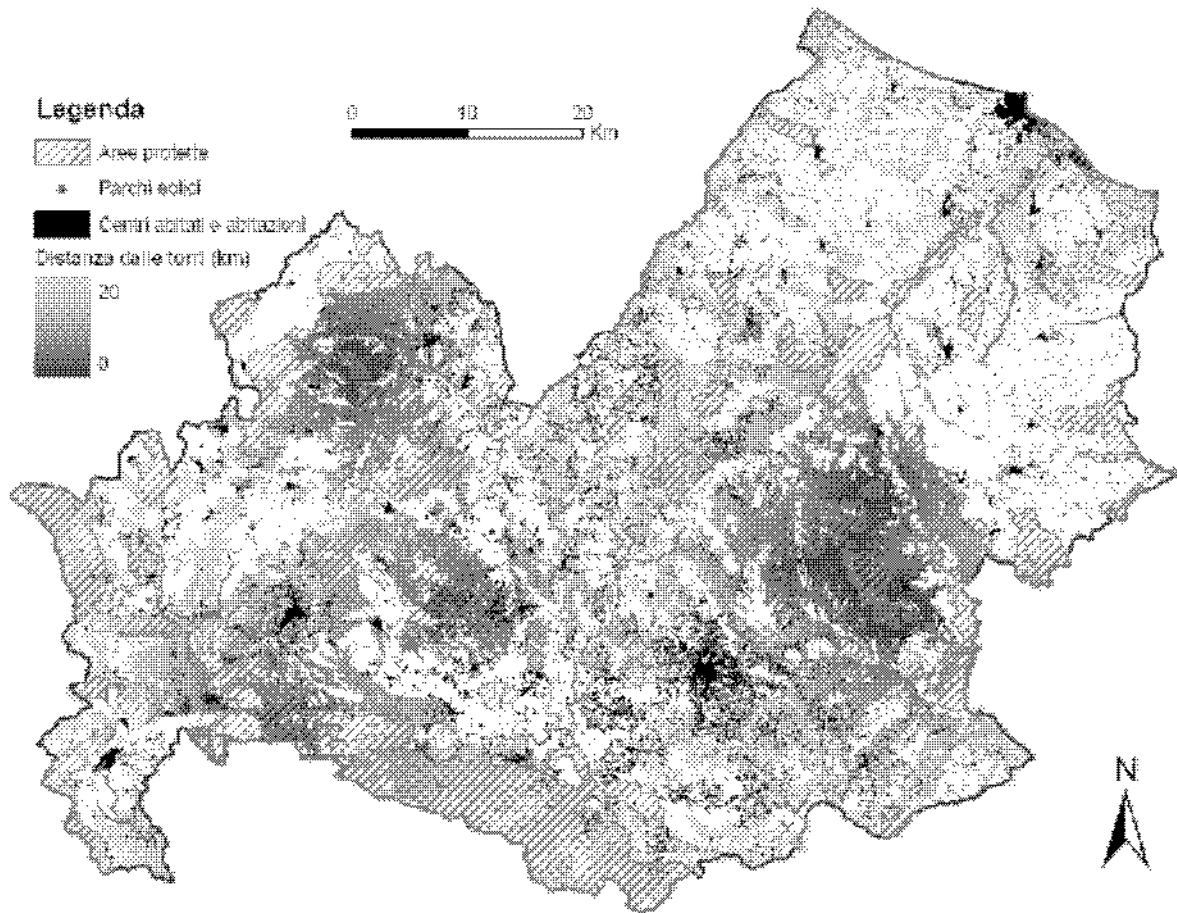 Legenda
Aree protette
Parchi eolici
Centri abitati e abitazioni
Distanza dalle torri (km)
20
0
0 10 20
Km
N